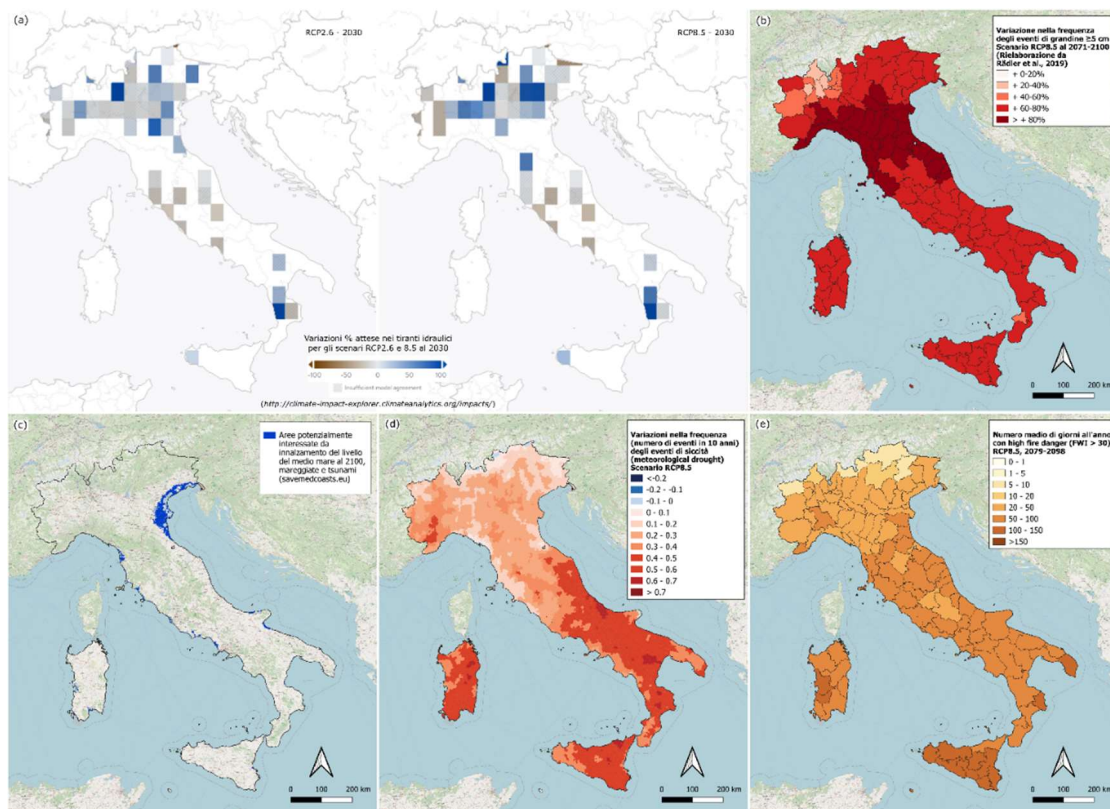 (a)
RCP2.6 - 2030
RCP8.5 - 2030
Variazioni % attese nei tiranti idraulici
per gli scenari RCP2.6 e 8.5 al 2030
-100
-50
0
50
100
Insufficient model agreement
(http://climate-impact-explorer.climateanalytics.org/impacts/)
(b)
Variazione nella frequenza
degli eventi di grandine ≥5 cm
Scenario RCP8.5 al 2071-2100
(Rielaborazione da
Rädler et al., 2019)
+ 0-20%
+ 20-40%
+ 40-60%
+ 60-80%
> + 80%
0 100 200 km
(c)
Aree potenzialmente
interessate da
innalzamento del livello
del medio mare al 2100,
mareggiate e tsunami
(savemedcoasts.eu)
0 100 200 km
(d)
Variazioni nella frequenza
(numero di eventi in 10 anni)
degli eventi di siccità
(meteorological drought)
Scenario RCP8.5
<-0.2
-0.2 - -0.1
-0.1 - 0
0 - 0.1
0.1 - 0.2
0.2 - 0.3
0.3 - 0.4
0.4 - 0.5
0.5 - 0.6
0.6 - 0.7
> 0.7
0 100 200 km
(e)
Numero madio di giorni all'anno
con high fire danger (FWI > 30)
RCP8.5, 2079-2098
0 - 1
1 - 5
5 - 10
10 - 20
20 - 50
50 - 100
100 - 150
>150
0 100 200 km